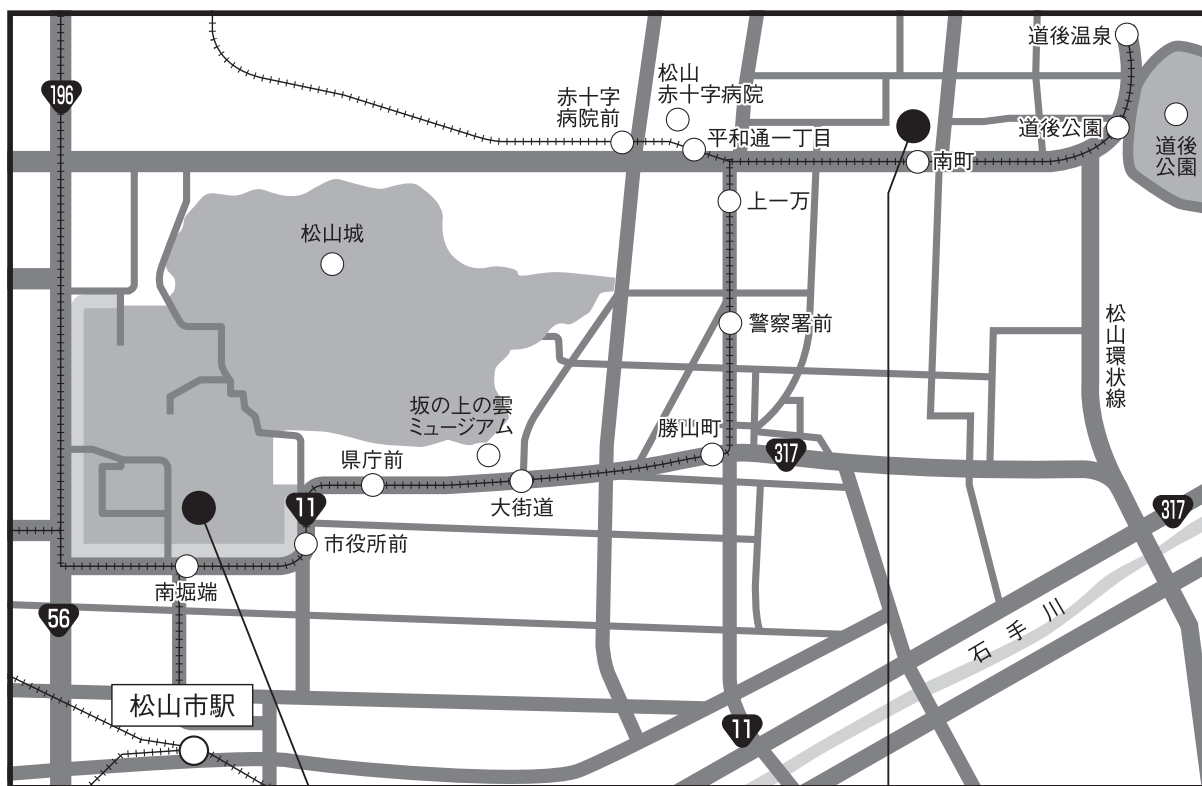 道後温泉
196
松山
赤十字病院
赤十字
病院前
平和通一丁目
道後公園
道後
公園
南町
上一万
松山城
警察署前
松山環状線
坂の上の雲
ミュージアム
勝山町
317
県庁前
11
大街道
317
市役所前
南堀端
56
石手川
松山市駅
11